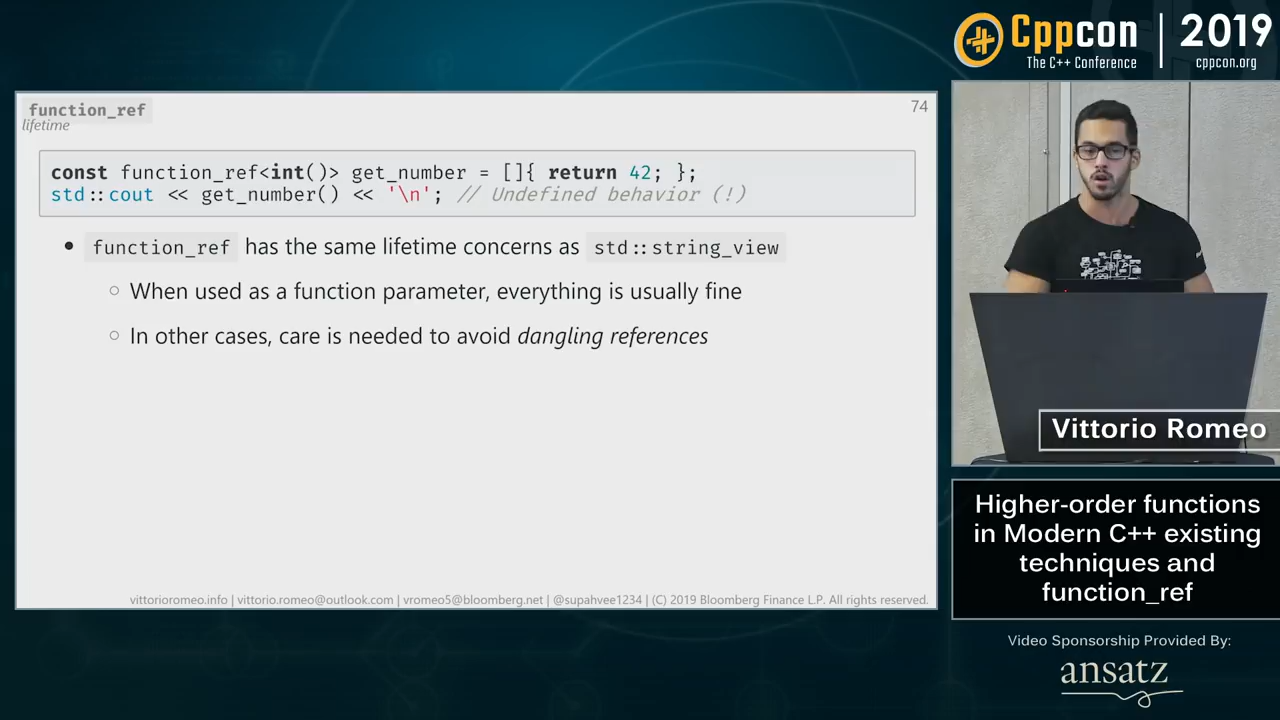 function_ref
lifetime
74
const function_ref<int()> get_number = []{ return 42; };
std::cout << get_number() << '\n'; // Undefined behavior (!)
• function_ref has the same lifetime concerns as std::string_view
○ When used as a function parameter, everything is usually fine
○ In other cases, care is needed to avoid dangling references
vittorioromeo.info | vittorio.romeo@outlook.com | vromeo5@bloomberg.net | @supahvee1234 | (C) 2019 Bloomberg Finance L.P. All rights reserved.
Cppcon | 2019
The C++ Conference cppcon.org
Vittorio Romeo
Higher-order functions
in Modern C++ existing
techniques and
function_ref
Video Sponsorship Provided By:
ansatz